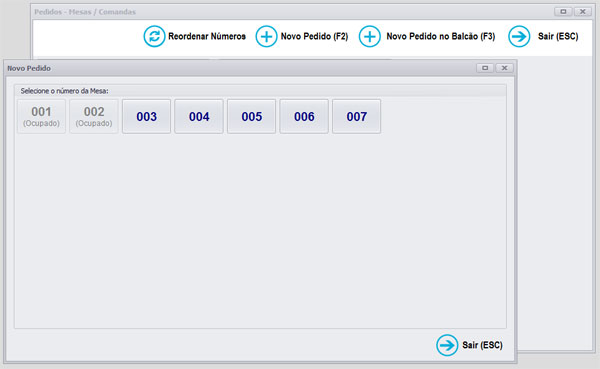 Pedidos - Mesas / Comandas
Reordenar Números Novo Pedido (F2) Novo Pedido no Balcão (F3) Sair (ESC)
Novo Pedido
Selecione o número da Mesa:
001 002 003 004 005 006 007
(Ocupado) (Ocupado)
Sair (ESC)